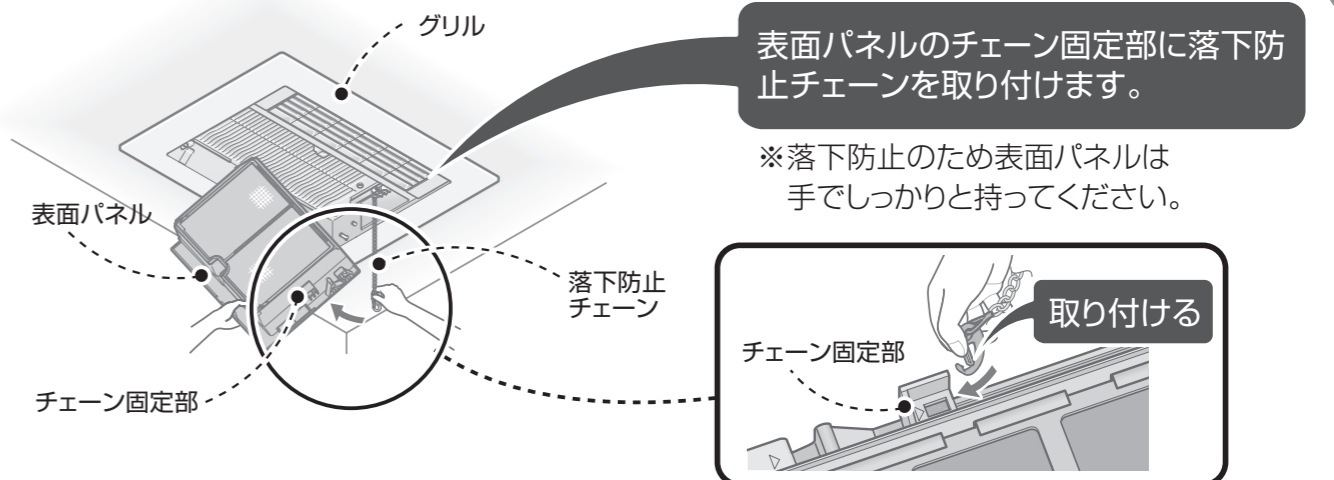 グリル
表面パネルのチェーン固定部に落下防
止チェーンを取り付けます。
※落下防止のため表面パネルは
手でしっかりと持ってください。
表面パネル
落下防止
チェーン
チェーン固定部
取り付ける
チェーン固定部